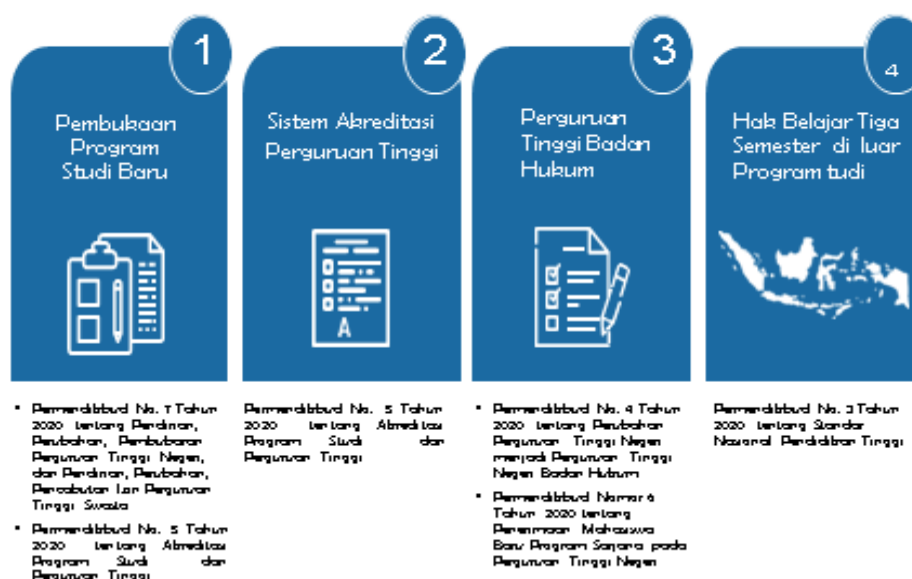 1
Pembukaan
Program
Studi Baru
• Permendikbud No. 7 Tahun
2020 tentang Pendirian,
Perubahan, Pembubaran
Perguruan Tinggi Negeri,
dan Pendirian, Perubahan,
Pencabutan Izin Perguruan
Tinggi Swasta
• Permendikbud No. 5 Tahun
2020 tentang Akreditasi
Program Studi dan
Perguruan Tinggi
2
Sistem Akreditasi
Perguruan Tinggi
A
Permendikbud No. 5 Tahun
2020 tentang Akreditasi
Program Studi dan
Perguruan Tinggi
3
Perguruan
Tinggi Badan
Hukum
• Permendikbud No. 4 Tahun
2020 tentang Perubahan
Perguruan Tinggi Negeri
menjadi Perguruan Tinggi
Negeri Badan Hukum
• Permendikbud Nomor 6
Tahun 2020 tentang
Penerimaan Mahasiswa
Baru Program Sarjana pada
Perguruan Tinggi Negeri
4
Hak Belajar Tiga
Semester di luar
Program tudi
Permendikbud No. 3 Tahun
2020 tentang Standar
Nasional Pendidikan Tinggi